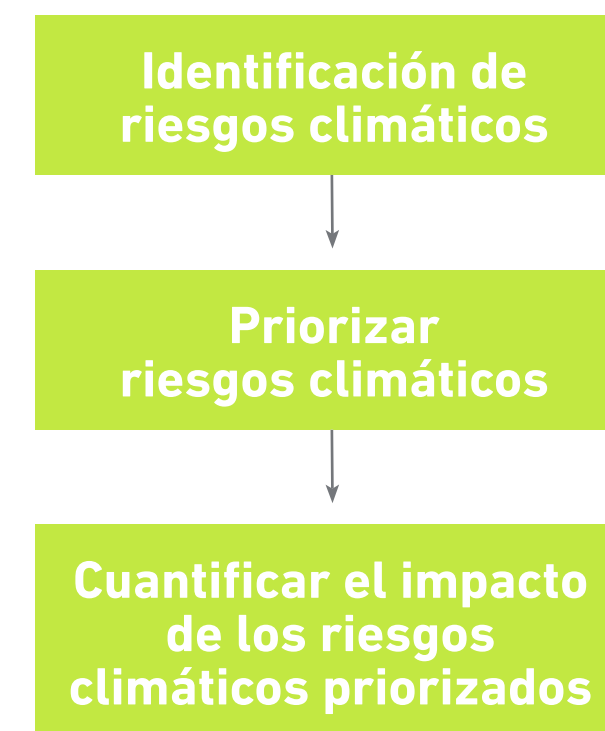 Identificación de
riesgos climáticos
Priorizar
riesgos climáticos
Cuantificar el impacto
de los riesgos
climáticos priorizados